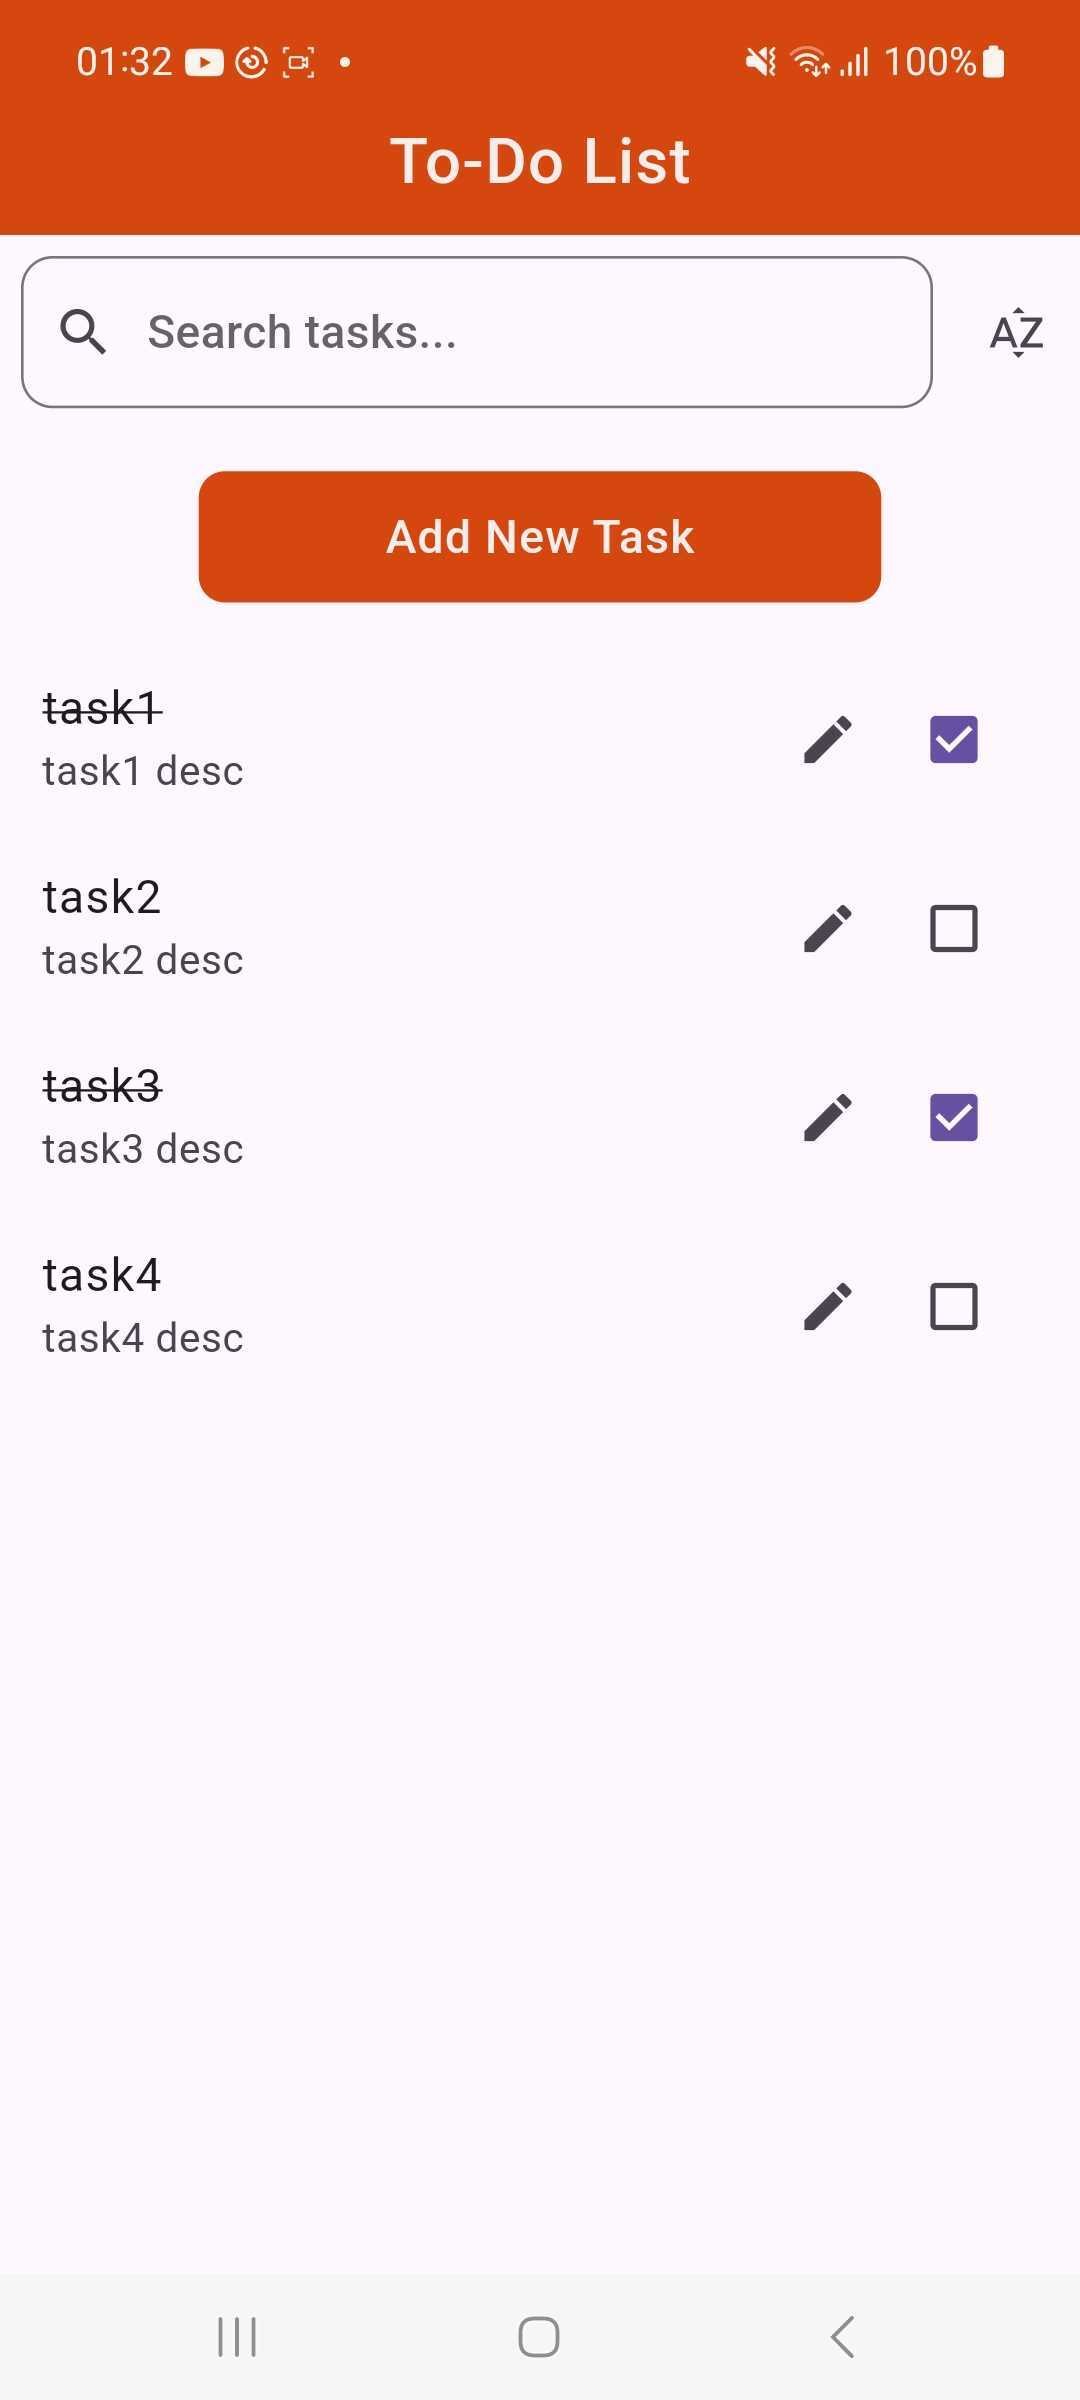 01:32 100%
To-Do List
Search tasks...
AZ
Add New Task
task1
task1 desc
task2
task2 desc
task3
task3 desc
task4
task4 desc